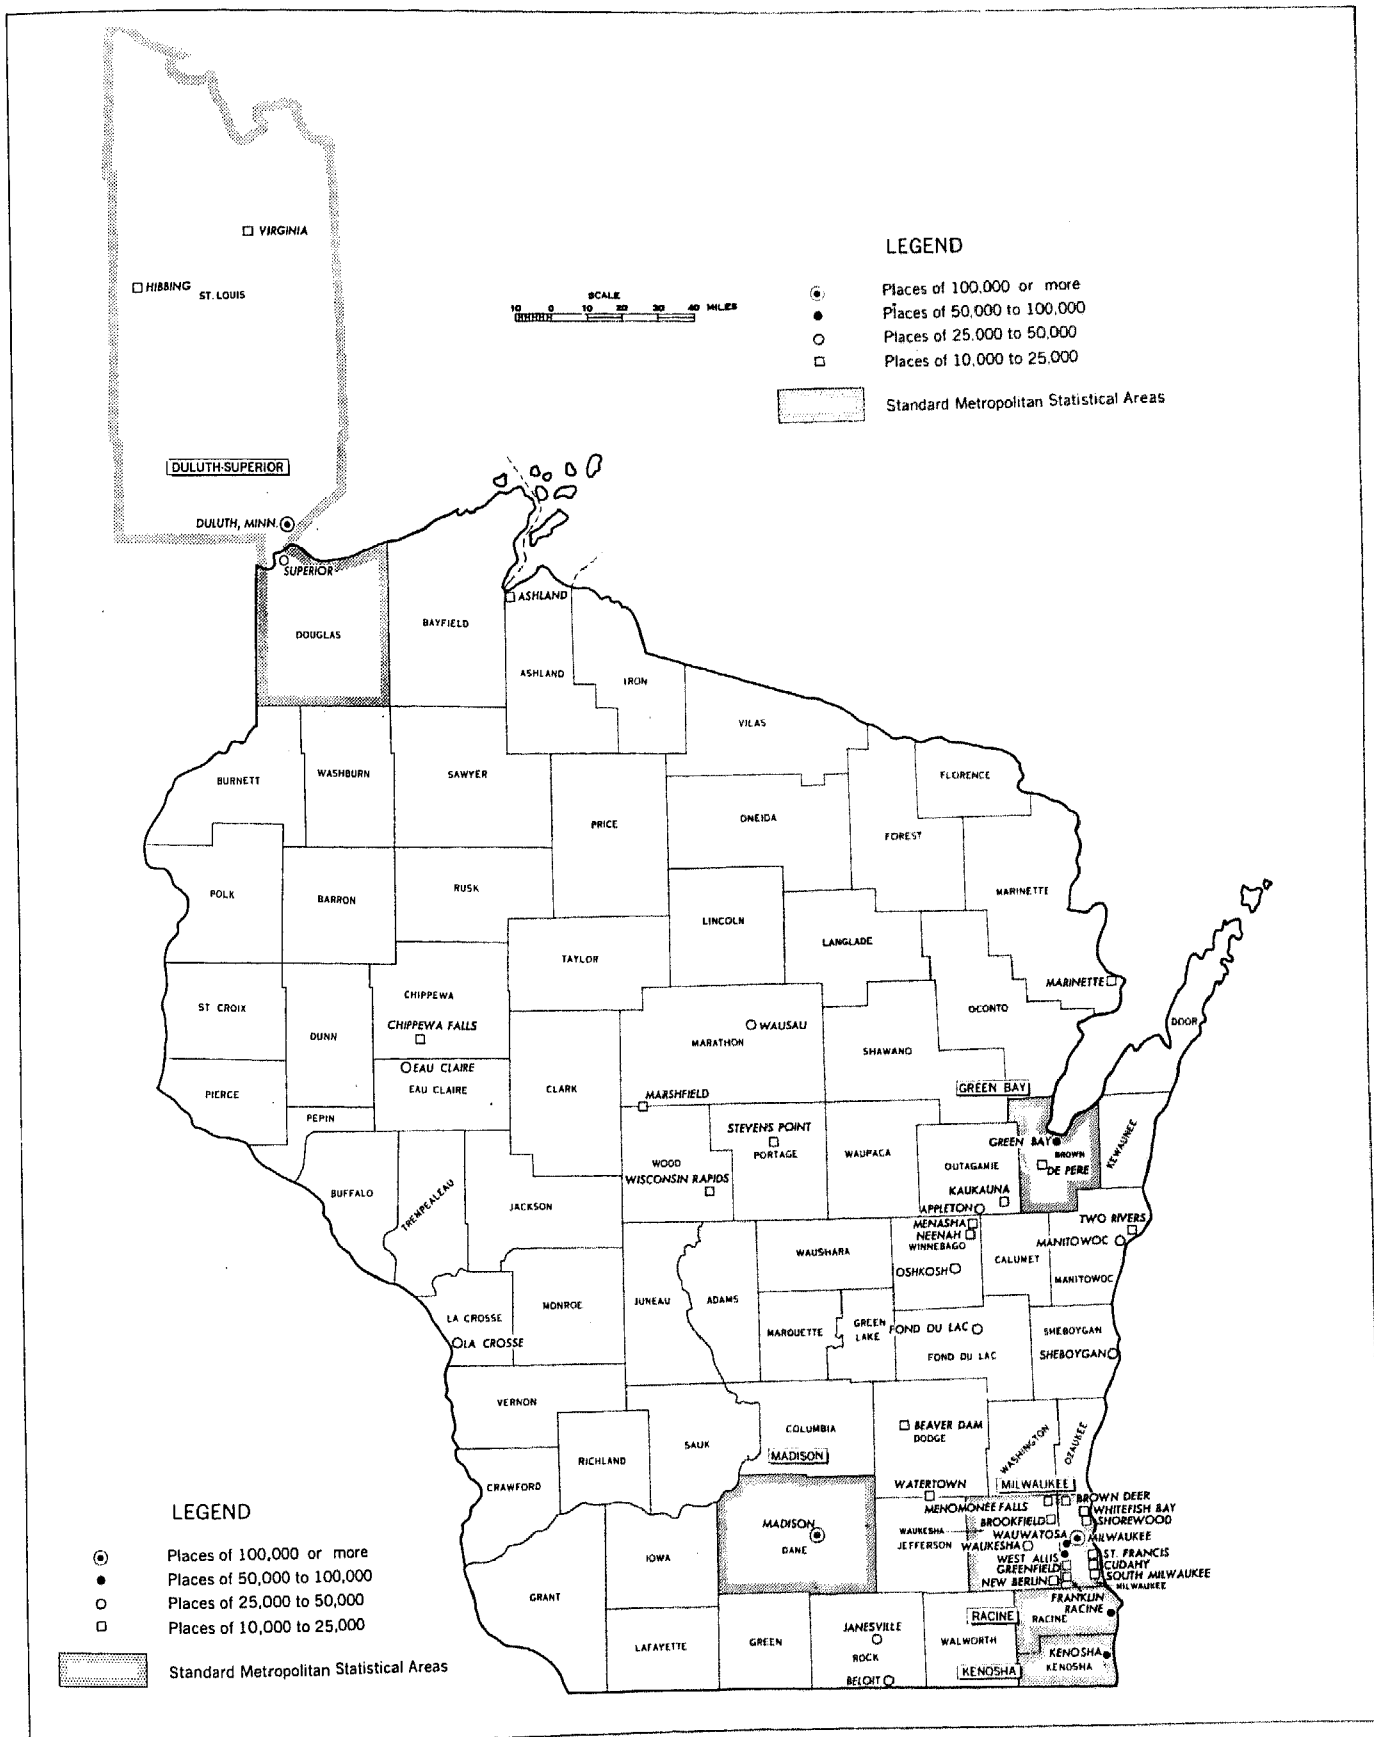 VIRGINIA
HIBBING
ST. LOUIS
DULUTH-SUPERIOR
DULUTH, MINN.
SCALE
10 0 10 20 30 40 MILES
LEGEND
Places of 100,000 or more
Places of 50,000 to 100,000
Places of 25,000 to 50,000
Places of 10,000 to 25,000
Standard Metropolitan Statistical Areas
SUPERIOR
DOUGLAS
BAYFIELD
ASHLAND
ASHLAND
IRON
VILAS
BURNETT
WASHBURN
SAWYER
FLORENCE
PRICE
ONEIDA
FOREST
POLK
BARRON
RUSK
MARINETTE
LINCOLN
LANGLADE
TAYLOR
MARINETTE
ST CROIX
CHIPPEWA
CHIPPEWA FALLS
DUNN
OCONTO
DOOR
WAUSAU
MARATHON
SHAWANO
EAU CLAIRE
EAU CLAIRE
PIERCE
CLARK
MARSHFIELD
GREEN BAY
PEPIN
STEVENS POINT
PORTAGE
WAUPACA
GREEN BAY
BROWN
DE PERE
KEWAUNEE
WOOD
WISCONSIN RAPIDS
OUTAGAMIE
KAUKAUNA
APPLETON
BUFFALO
TREMPEALEAU
JACKSON
MENASHA
NEENAH
WINNEBAGO
TWO RIVERS
MANITOWOC
WAUSHARA
OSHKOSH
CALUMET
MANITOWOC
LA CROSSE
LA CROSSE
MONROE
JUNEAU
ADAMS
MARQUETTE
GREEN
LAKE
FOND DU LAC
FOND DU LAC
SHEBOYGAN
SHEBOYGAN
VERNON
RICHLAND
SAUK
COLUMBIA
MADISON
BEAVER DAM
DODGE
WASHINGTON
OZAUKEE
CRAWFORD
WATERTOWN
MILWAUKEE
MENOMONEE FALLS
BROWN DEER
WHITEFISH BAY
SHOREWOOD
BROOKFIELD
MADISON
DANE
WAUKESHA
JEFFERSON
WAUWATOSA
MILWAUKEE
WAUKESHA
WEST ALLIS
ST. FRANCIS
GREENFIELD
CUDAHY
NEW BERLIN
SOUTH MILWAUKEE
MILWAUKEE
FRANKLIN
IOWA
GRANT
RACINE
RACINE
RACINE
LAFAYETTE
GREEN
JANESVILLE
ROCK
BELOIT
WALWORTH
KENOSHA
KENOSHA
KENOSHA
LEGEND
Places of 100,000 or more
Places of 50,000 to 100,000
Places of 25,000 to 50,000
Places of 10,000 to 25,000
Standard Metropolitan Statistical Areas